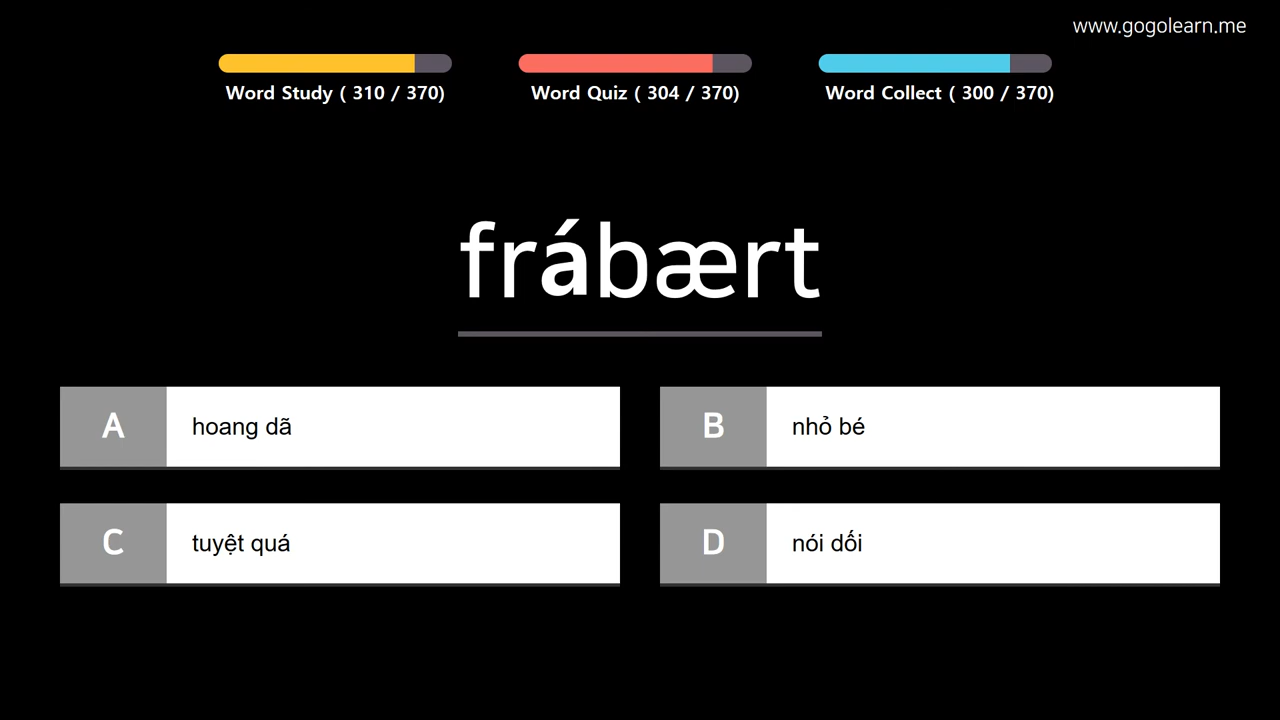 www.gogolearn.me
Word Study ( 310 / 370)
Word Quiz ( 304 / 370)
Word Collect ( 300 / 370)
frábært
A hoang dã
B nhỏ bé
C tuyệt quá
D nói dối